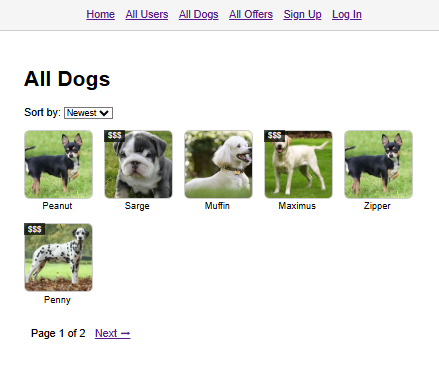 Home All Users All Dogs All Offers Sign Up Log In
All Dogs
Sort by: Newest
$$$ $$$
Peanut Sarge Muffin Maximus Zipper
$$$
Penny
Page 1 of 2 Next →